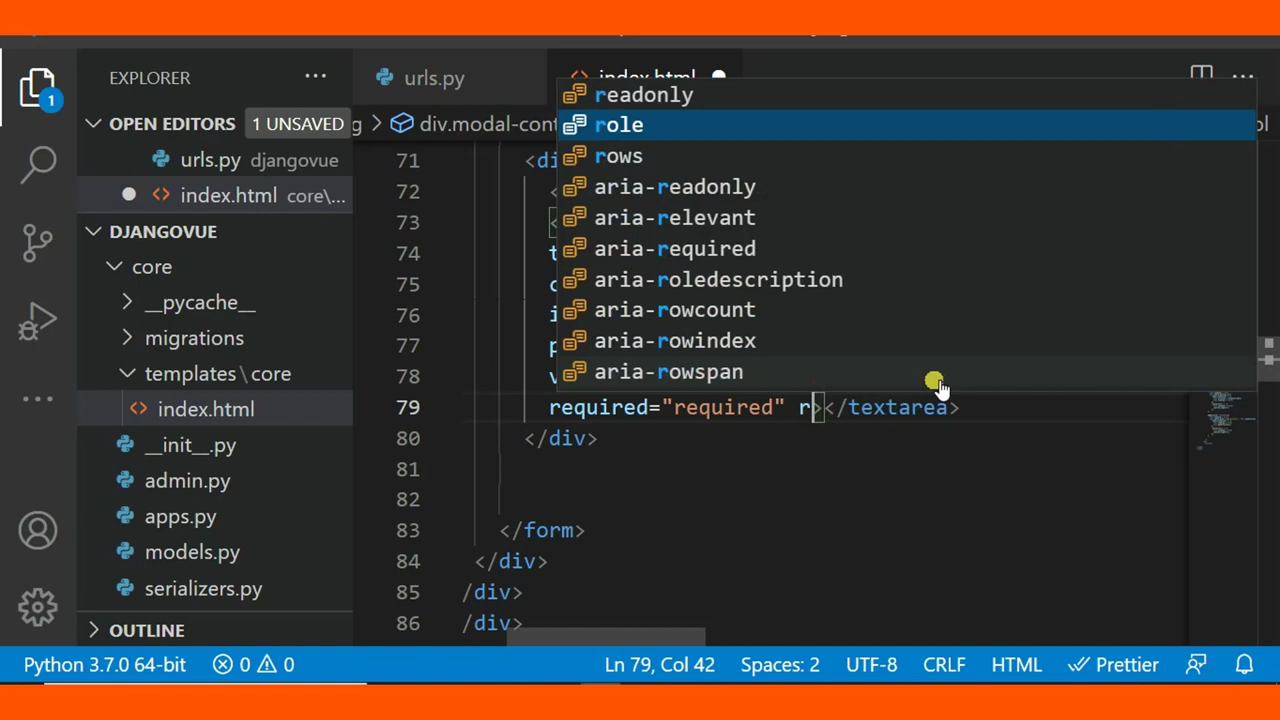 EXPLORER
OPEN EDITORS 1 UNSAVED
urls.py djangovue
index.html core\...
DJANGOVUE
core
__pycache__
migrations
templates\core
index.html
__init__.py
admin.py
apps.py
models.py
serializers.py
OUTLINE
1
urls.py
<> index.html
g > div.modal-cont
readonly
role
rows
aria-readonly
aria-relevant
aria-required
aria-roledescription
aria-rowcount
aria-rowindex
aria-rowspan
71 <di
72 <
73 <
74 t
75
76 i
77 p
78 v
79 required="required" r></textarea>
80 </div>
81
82
83 </form>
84 </div>
85 /div>
86 /div>
Python 3.7.0 64-bit 0 0 Ln 79, Col 42 Spaces: 2 UTF-8 CRLF HTML Prettier